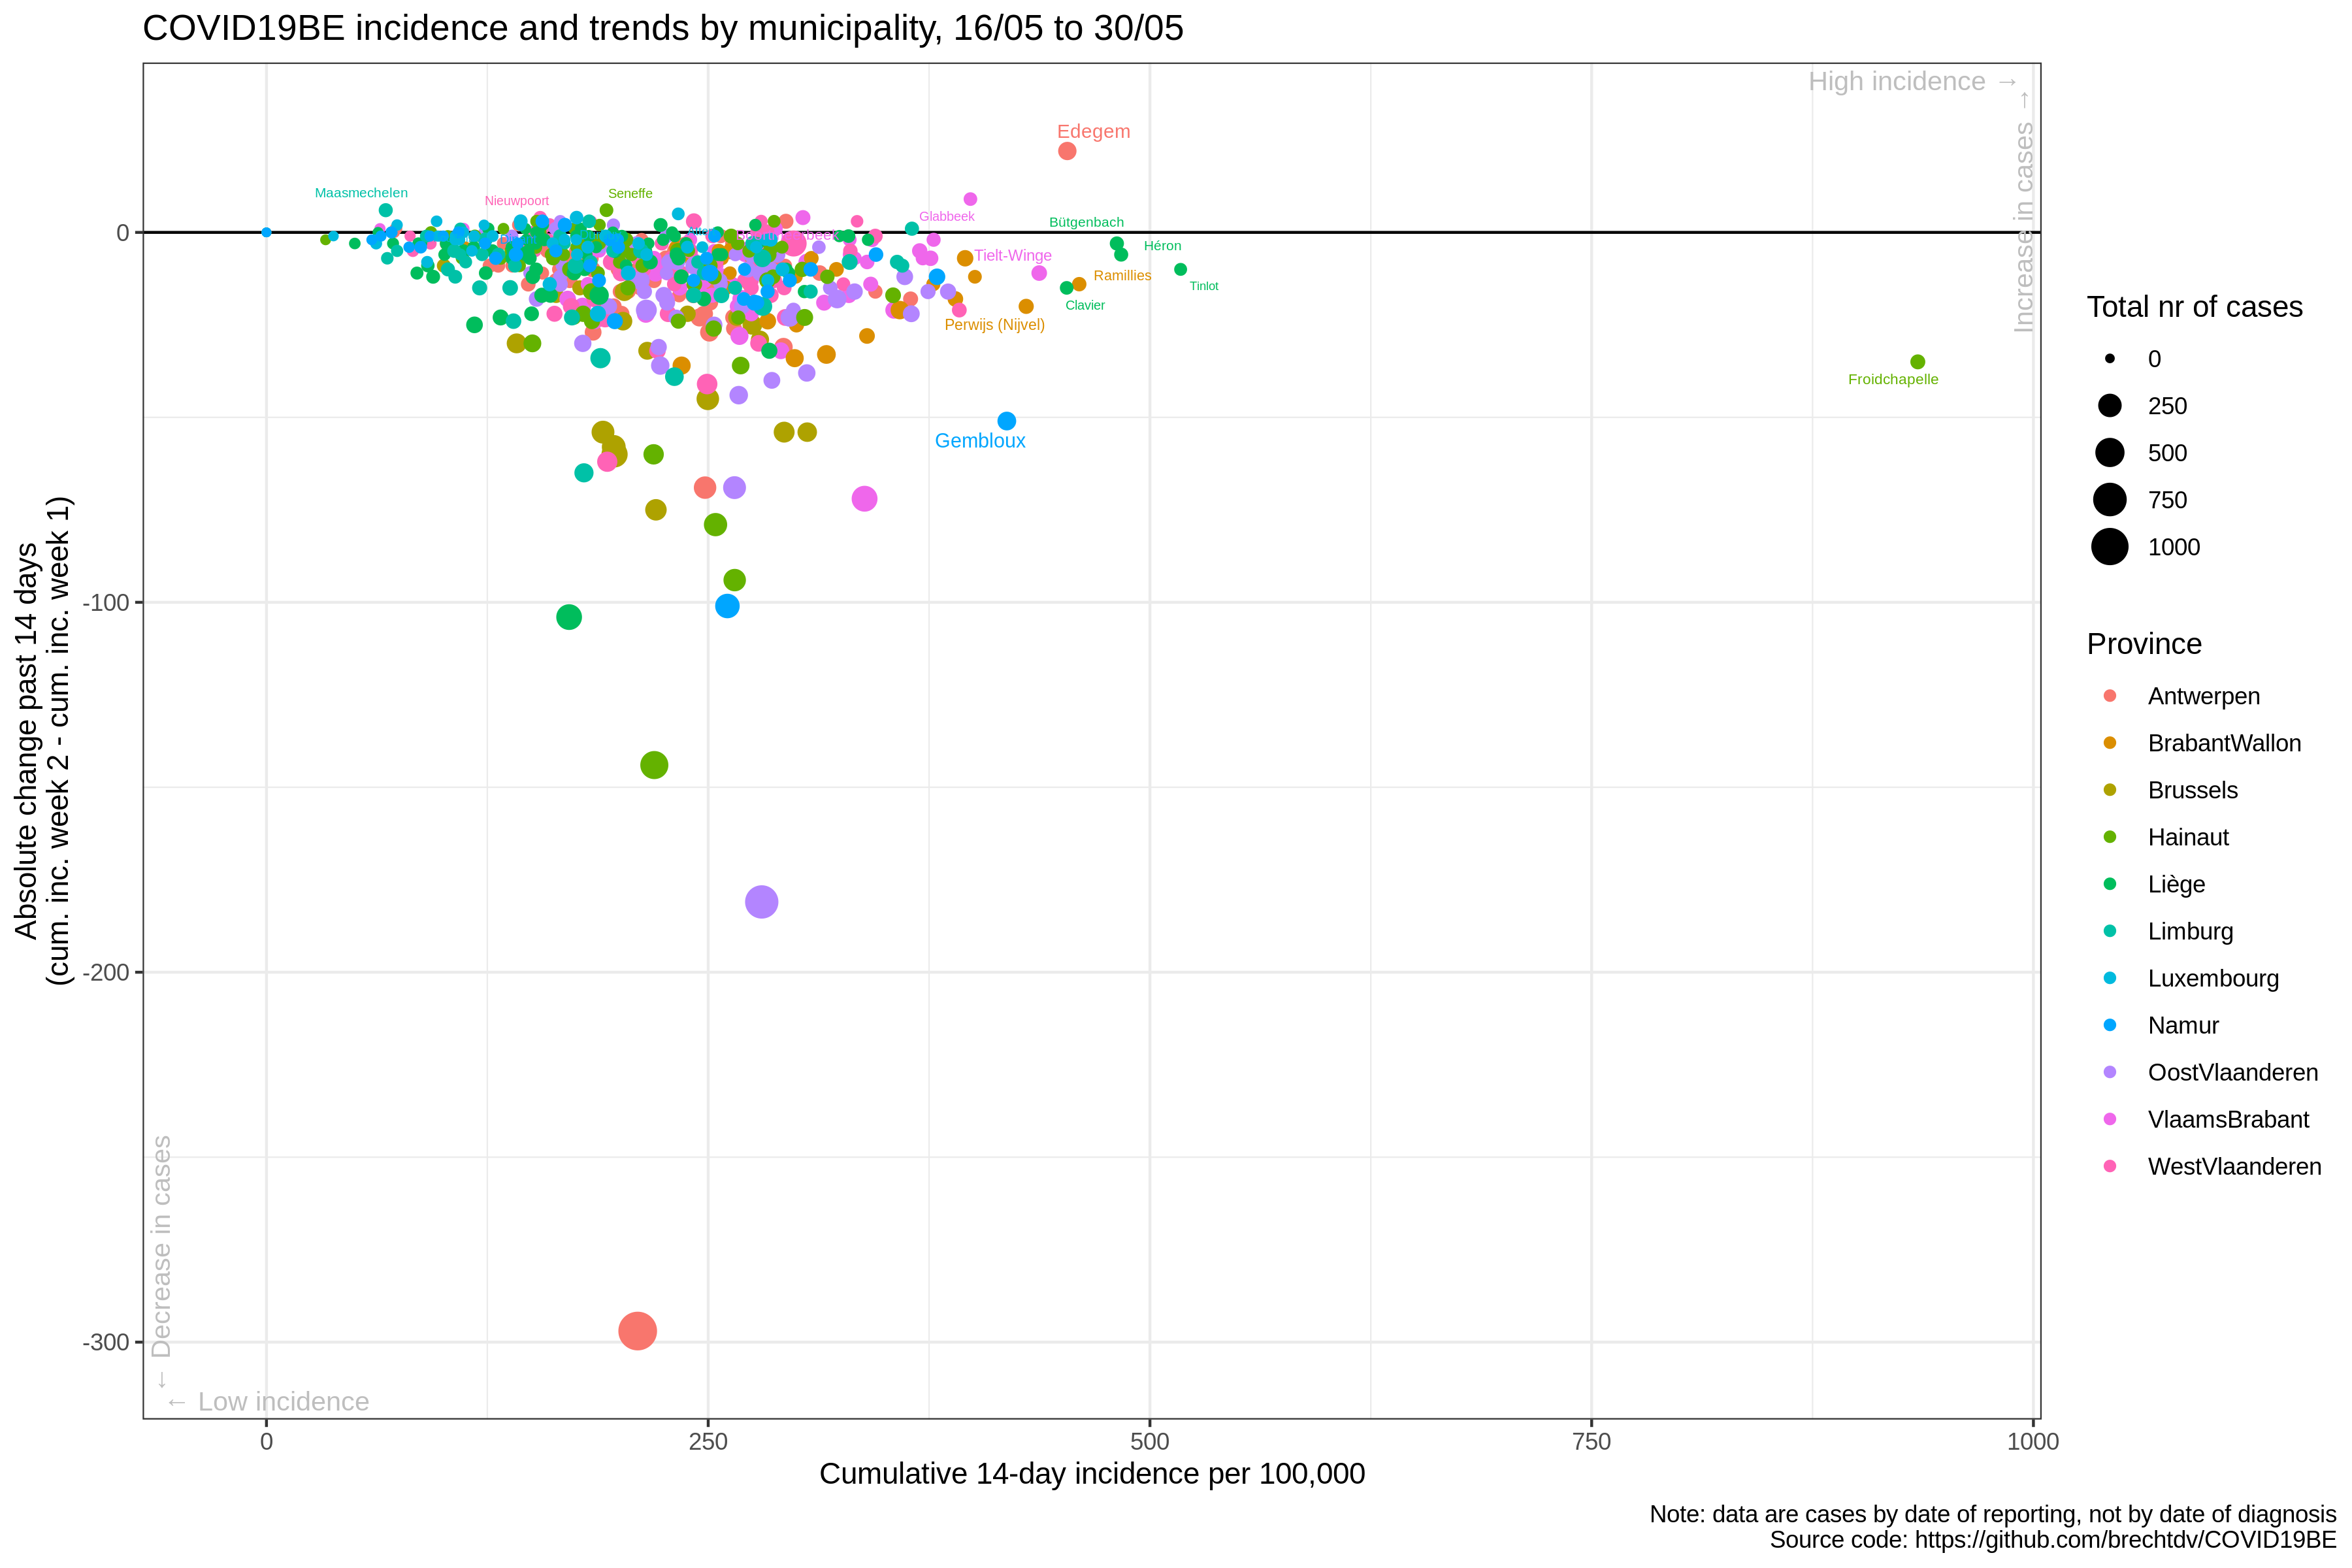 COVID19BE incidence and trends by municipality, 16/05 to 30/05
High incidence →
Increase in cases →
Edegem
Maasmechelen
Nieuwpoort
Seneffe
Glabbeek
Bütgenbach
Héron
Tielt-Winge
Ramillies
Tinlot
Clavier
Perwijs (Nijvel)
Froidchapelle
Gembloux
0
-100
-200
-300
Absolute change past 14 days
(cum. inc. week 2 - cum. inc. week 1)
← Decrease in cases
← Low incidence
0
250
500
750
1000
Cumulative 14-day incidence per 100,000
Total nr of cases
0
250
500
750
1000
Province
Antwerpen
BrabantWallon
Brussels
Hainaut
Liège
Limburg
Luxembourg
Namur
OostVlaanderen
VlaamsBrabant
WestVlaanderen
Note: data are cases by date of reporting, not by date of diagnosis
Source code: https://github.com/brechtdv/COVID19BE